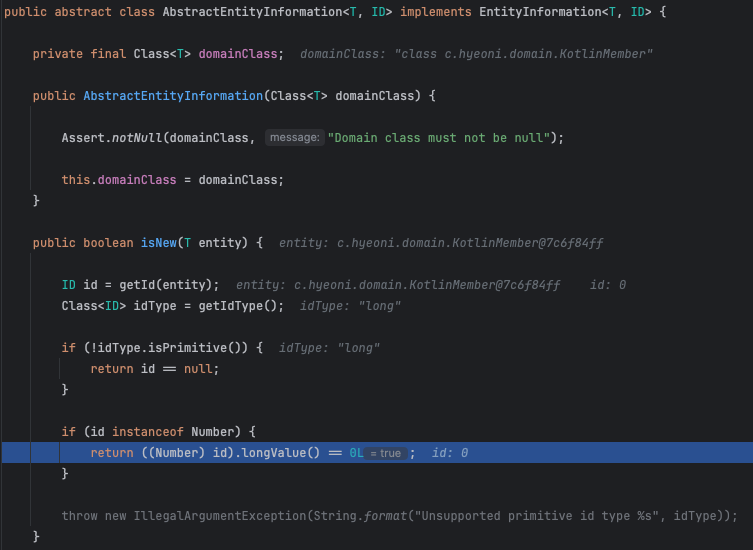 public abstract class AbstractEntityInformation<T, ID> implements EntityInformation<T, ID> {
private final Class<T> domainClass;  domainClass: "class c.hyeoni.domain.KotlinMember"
public AbstractEntityInformation(Class<T> domainClass) {
Assert.notNull(domainClass, message: "Domain class must not be null");
this.domainClass = domainClass;
}
public boolean isNew(T entity) {  entity: c.hyeoni.domain.KotlinMember@7c6f84ff
ID id = getId(entity);  entity: c.hyeoni.domain.KotlinMember@7c6f84ff    id: 0
Class<ID> idType = getIdType();  idType: "long"
if (!idType.isPrimitive()) {  idType: "long"
return id == null;
}
if (id instanceof Number) {
return ((Number) id).longValue() == 0L = true ;  id: 0
}
throw new IllegalArgumentException(String.format("Unsupported primitive id type %s", idType));
}